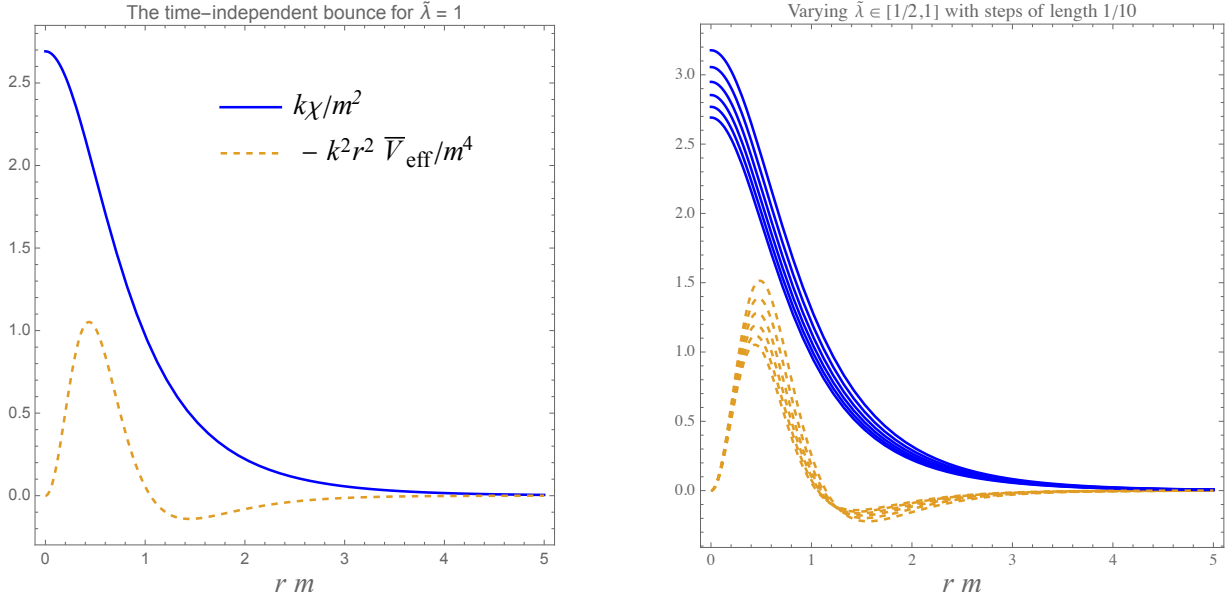 The time-independent bounce for λ̃ = 1
2.5
2.0
1.5
1.0
0.5
0.0
0 1 2 3 4 5
r m
kχ/m²
- k²r² V̅eff/m⁴
Varying λ̃ ∈ [1/2,1] with steps of length 1/10
3.0
2.5
2.0
1.5
1.0
0.5
0.0
0 1 2 3 4 5
r m